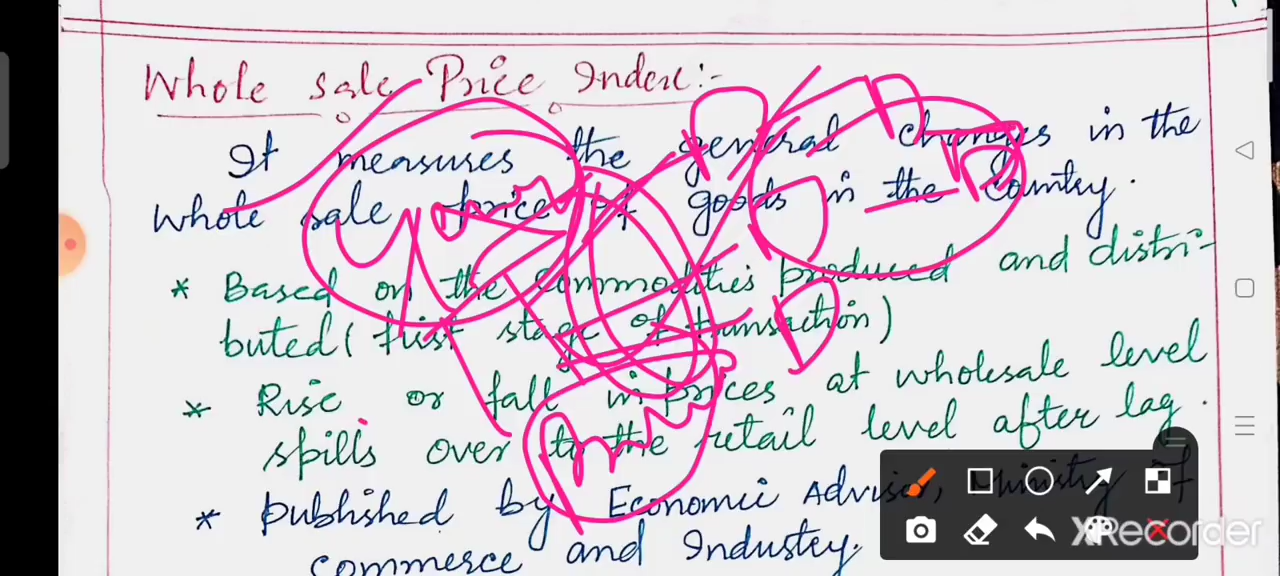 Whole sale Price Index:-
It measures the general changes in the
whole sale price of goods in the country.
* Based on the commodities produced and distri-
buted (first stage of transaction)
* Rise or fall in prices at wholesale level
spills over to the retail level after lag.
* published by Economic Advisor, Ministry of
commerce and Industry.
XRecorder